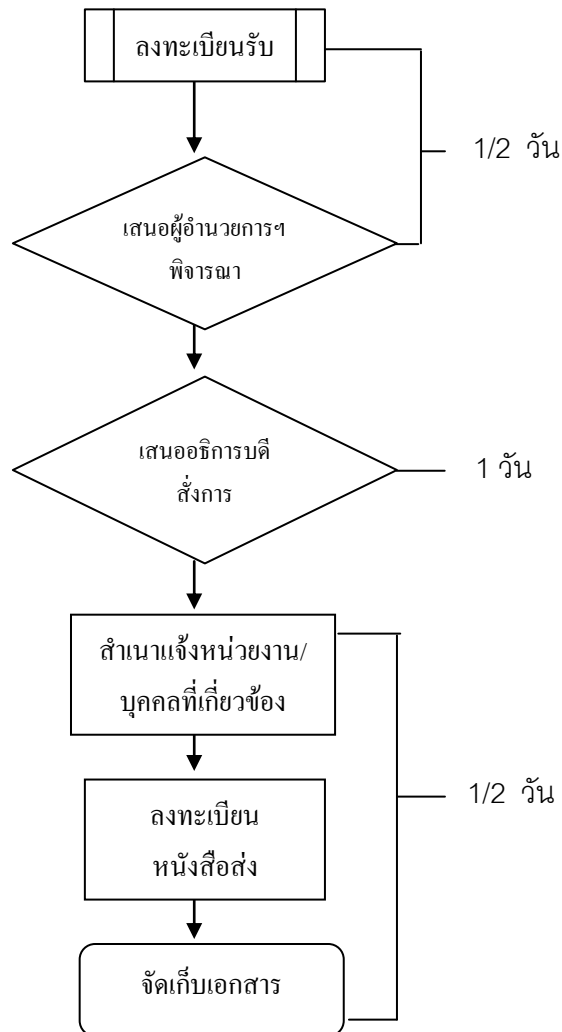 ลงทะเบียนรับ
1/2 วัน
เสนอผู้อำนวยการฯ
พิจารณา
เสนออธิการบดี
สั่งการ
1 วัน
สำเนาแจ้งหน่วยงาน/
บุคคลที่เกี่ยวข้อง
1/2 วัน
ลงทะเบียน
หนังสือส่ง
จัดเก็บเอกสาร